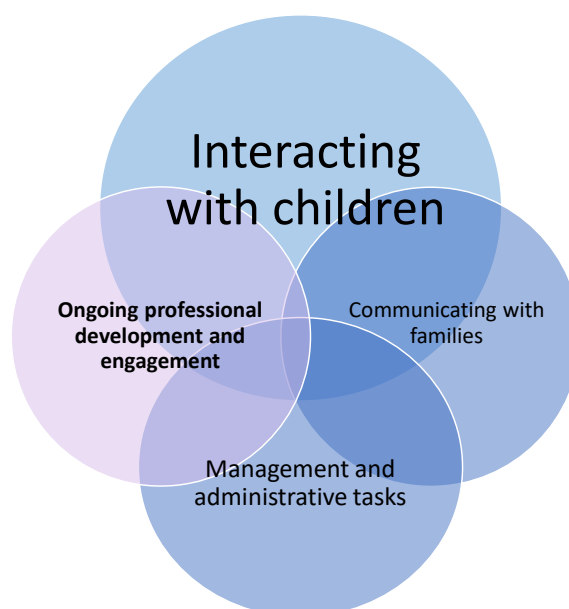 Interacting
with children
Ongoing professional
development and
engagement
Communicating with
families
Management and
administrative tasks